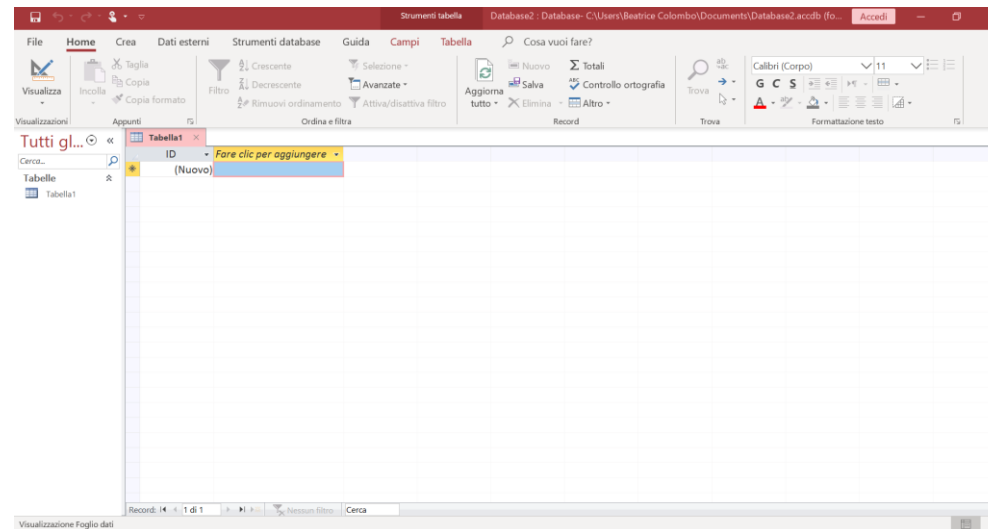 Strumenti tabella Database2 : Database- C:\Users\Beatrice Colombo\Documents\Database2.accdb (fo... Accedi
File Home Crea Dati esterni Strumenti database Guida Campi Tabella Cosa vuoi fare?
Visualizza
Incolla
Taglia
Copia
Copia formato
Filtro
Crescente
Decrescente
Rimuovi ordinamento
Selezione
Avanzate
Attiva/disattiva filtro
Aggiorna
tutto
Nuovo
Salva
Elimina
Totali
Controllo ortografia
Altro
Trova
Calibri (Corpo) 11
G C S
A
Visualizzazioni Appunti Ordina e filtra Record Trova Formattazione testo
Tutti gl...
Cerca...
Tabelle
Tabella1
Tabella1
ID Fare clic per aggiungere
(Nuovo)
Record: 1 di 1 Nessun filtro Cerca
Visualizzazione Foglio dati